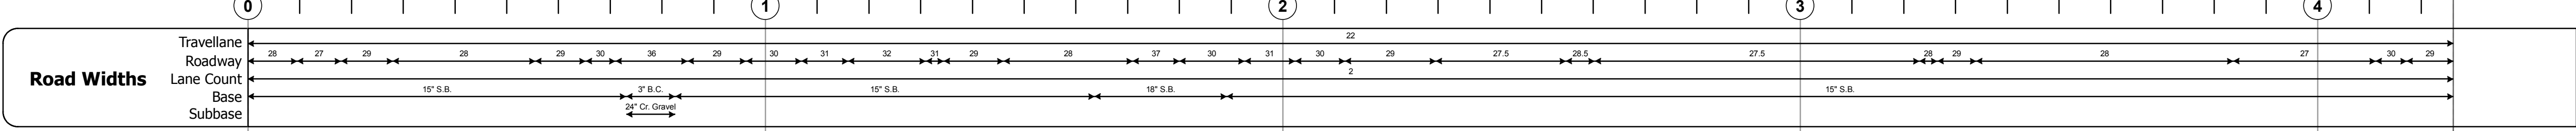 0 1 2 3 4
Road Widths
Travellane 22
Roadway 28 27 29 28 29 30 36 29 30 31 32 31 29 28 37 30 31 30 29 27.5 28.5 27.5 28 29 28 27 30 29
Lane Count 2
Base 15" S.B. 3" B.C. 15" S.B. 18" S.B. 15" S.B.
Subbase 24" Cr. Gravel